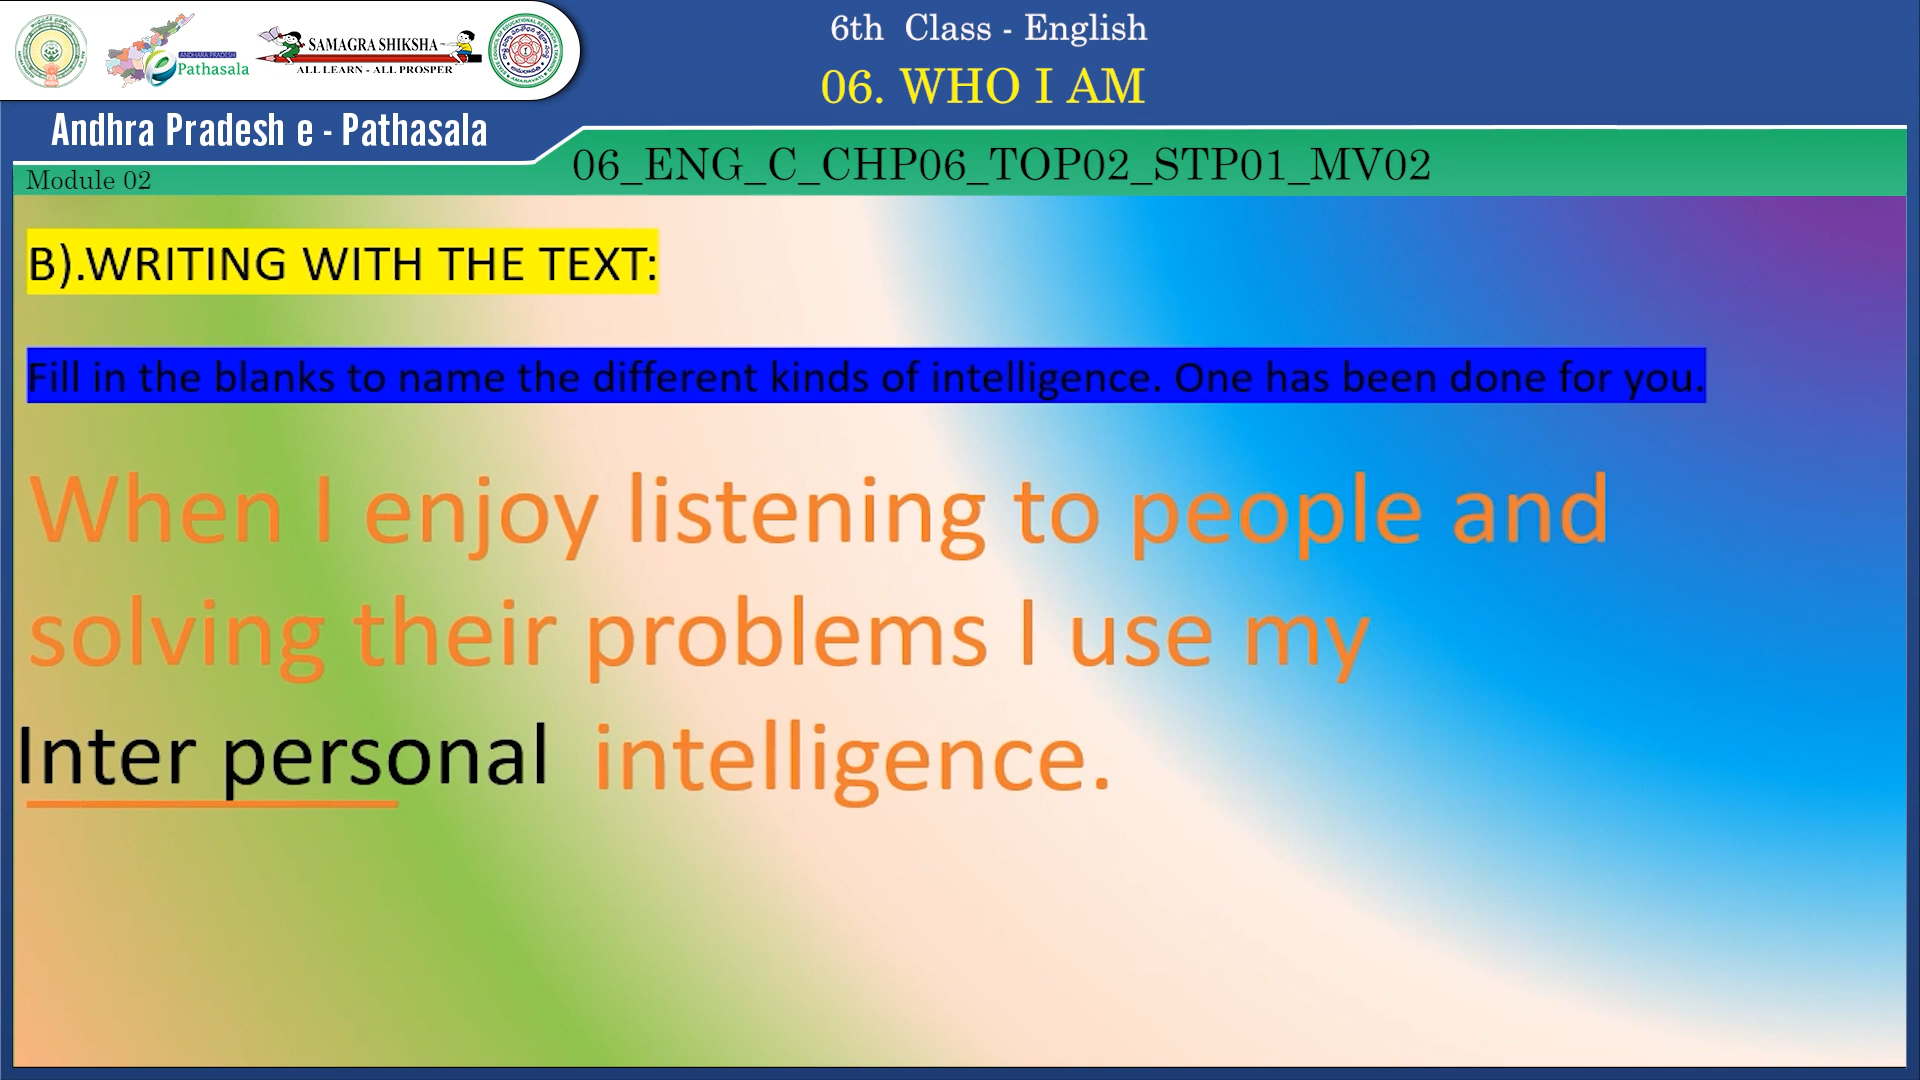 6th Class - English
06. WHO I AM
ANDHRA PRADESH
e Pathasala
SAMAGRA SHIKSHA
ALL LEARN - ALL PROSPER
Andhra Pradesh e - Pathasala
Module 02
06_ENG_C_CHP06_TOP02_STP01_MV02
B).WRITING WITH THE TEXT:
Fill in the blanks to name the different kinds of intelligence. One has been done for you.
When I enjoy listening to people and
solving their problems I use my
Inter personal intelligence.